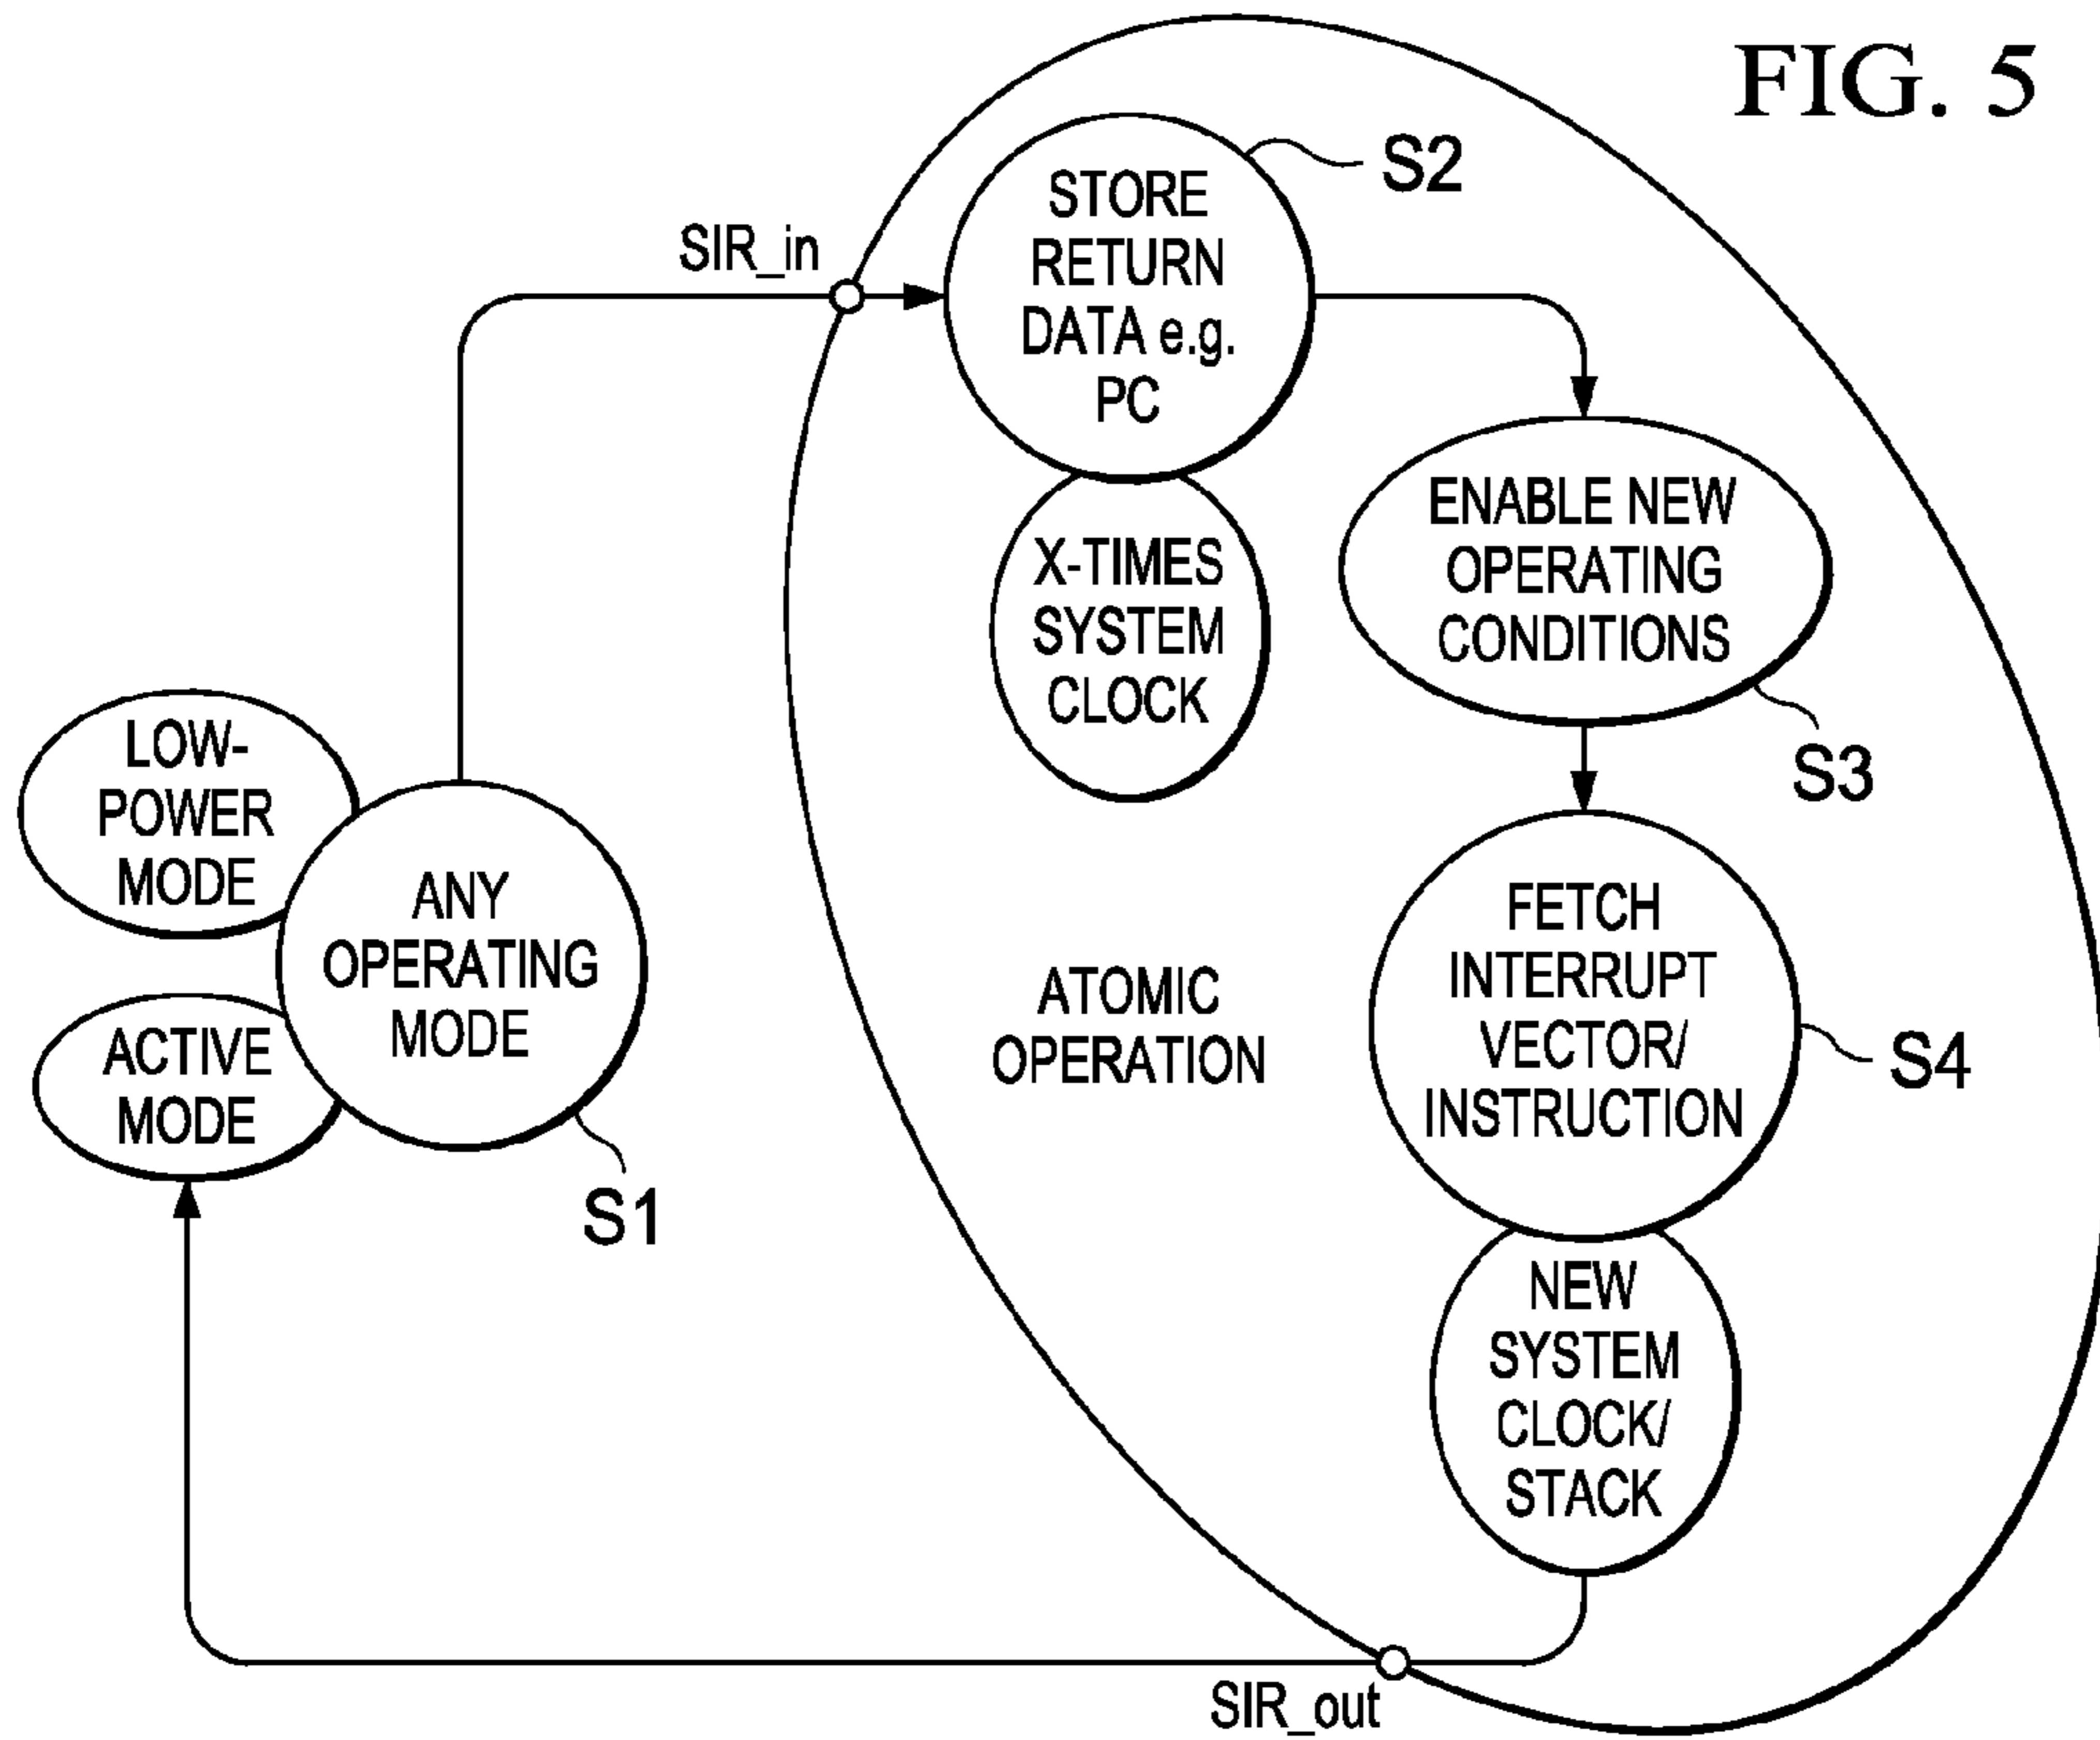 FIG. 5
S2
STORE
RETURN
DATA e.g.
PC
SIR_in
X-TIMES
SYSTEM
CLOCK
ENABLE NEW
OPERATING
CONDITIONS
S3
LOW-
POWER
MODE
ANY
OPERATING
MODE
ACTIVE
MODE
S1
ATOMIC
OPERATION
FETCH
INTERRUPT
VECTOR/
INSTRUCTION
S4
NEW
SYSTEM
CLOCK/
STACK
SIR_out